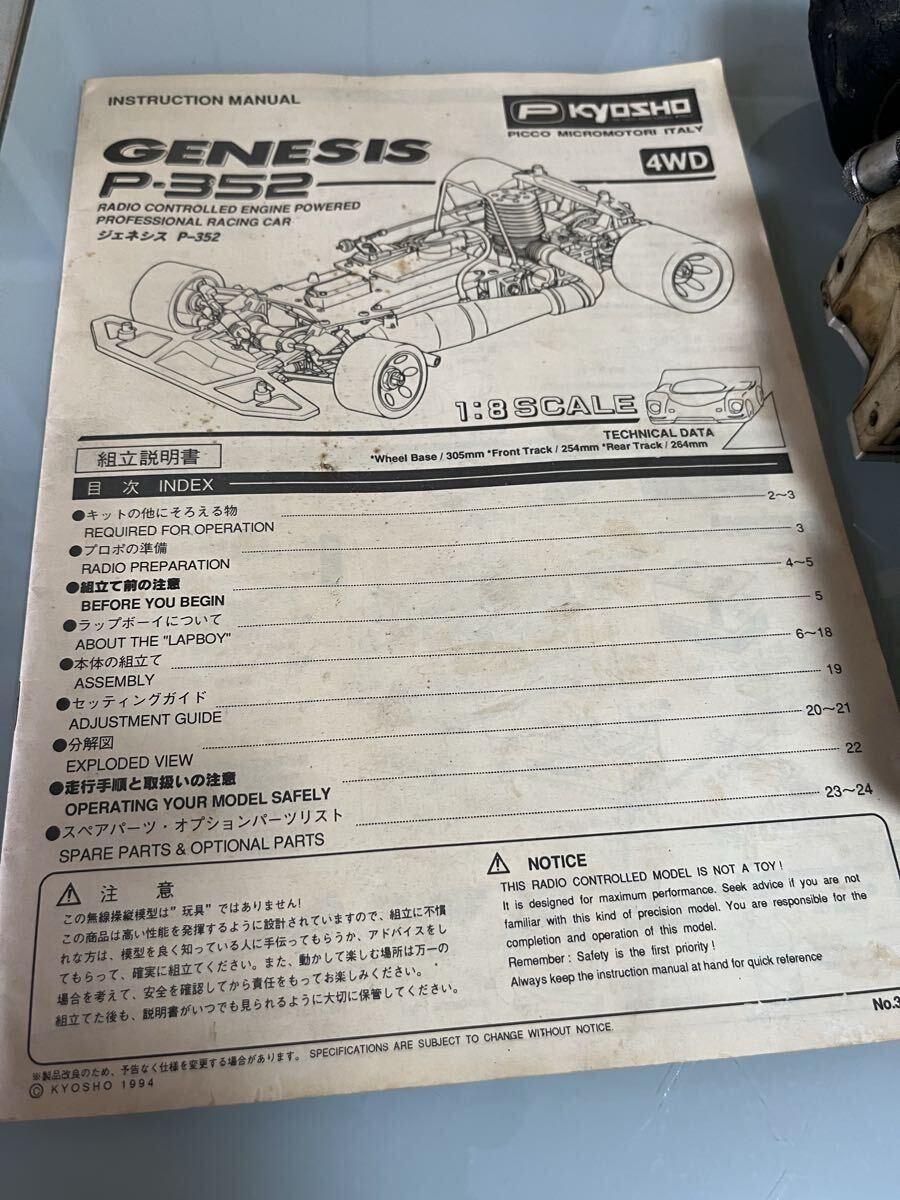 INSTRUCTION MANUAL
P KYOSHO
PICCO MICROMOTORI ITALY
GENESIS
P-352
4WD
RADIO CONTROLLED ENGINE POWERED
PROFESSIONAL RACING CAR
ジェネシス P-352
1:8 SCALE
TECHNICAL DATA
*Wheel Base / 305mm *Front Track / 254mm *Rear Track / 264mm
組立説明書
目 次 INDEX
●キットの他にそろえる物 2〜3
REQUIRED FOR OPERATION
●プロポの準備 3
RADIO PREPARATION
●組立て前の注意 4〜5
BEFORE YOU BEGIN
●ラップボーイについて 5
ABOUT THE "LAPBOY"
●本体の組立て 6〜18
ASSEMBLY
●セッティングガイド 19
ADJUSTMENT GUIDE
●分解図 20〜21
EXPLODED VIEW
●走行手順と取扱いの注意 22
OPERATING YOUR MODEL SAFELY
●スペアパーツ・オプションパーツリスト 23〜24
SPARE PARTS & OPTIONAL PARTS
注 意
この無線操縦模型は"玩具"ではありません!
この商品は高い性能を発揮するように設計されていますので、組立に不慣
れな方は、模型を良く知っている人に手伝ってもらうか、アドバイスをし
てもらって、確実に組立てください。また、動かして楽しむ場所は万一の
場合を考えて、安全を確認してから責任をもってお楽しみください。
組立てた後も、説明書がいつでも見られるように大切に保管してください。
NOTICE
THIS RADIO CONTROLLED MODEL IS NOT A TOY!
It is designed for maximum performance. Seek advice if you are not
familiar with this kind of precision model. You are responsible for the
completion and operation of this model.
Remember : Safety is the first priority!
Always keep the instruction manual at hand for quick reference
No.3
※製品改良のため、予告なく仕様を変更する場合があります。 SPECIFICATIONS ARE SUBJECT TO CHANGE WITHOUT NOTICE.
© KYOSHO 1994